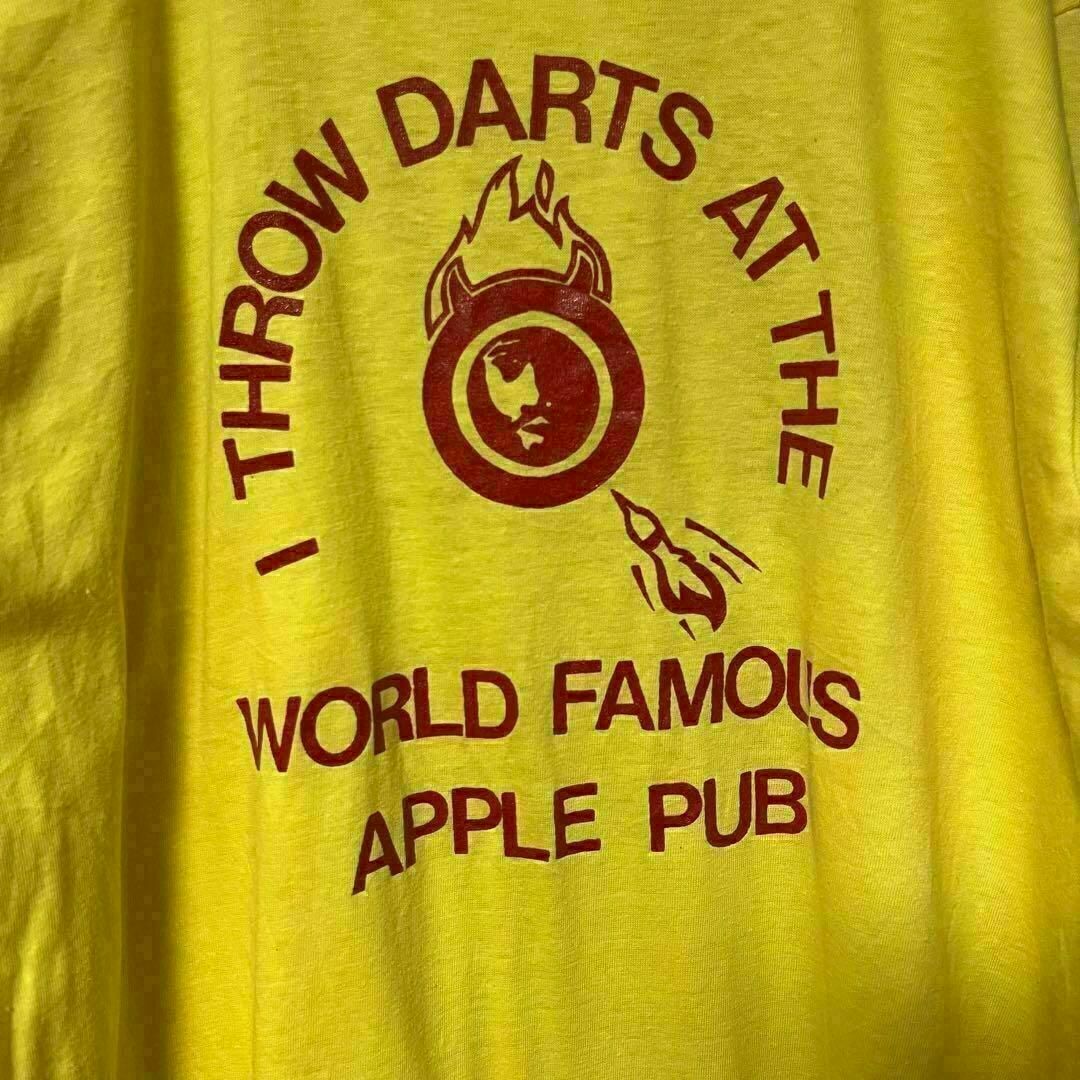 I THROW DARTS AT THE
WORLD FAMOUS
APPLE PUB